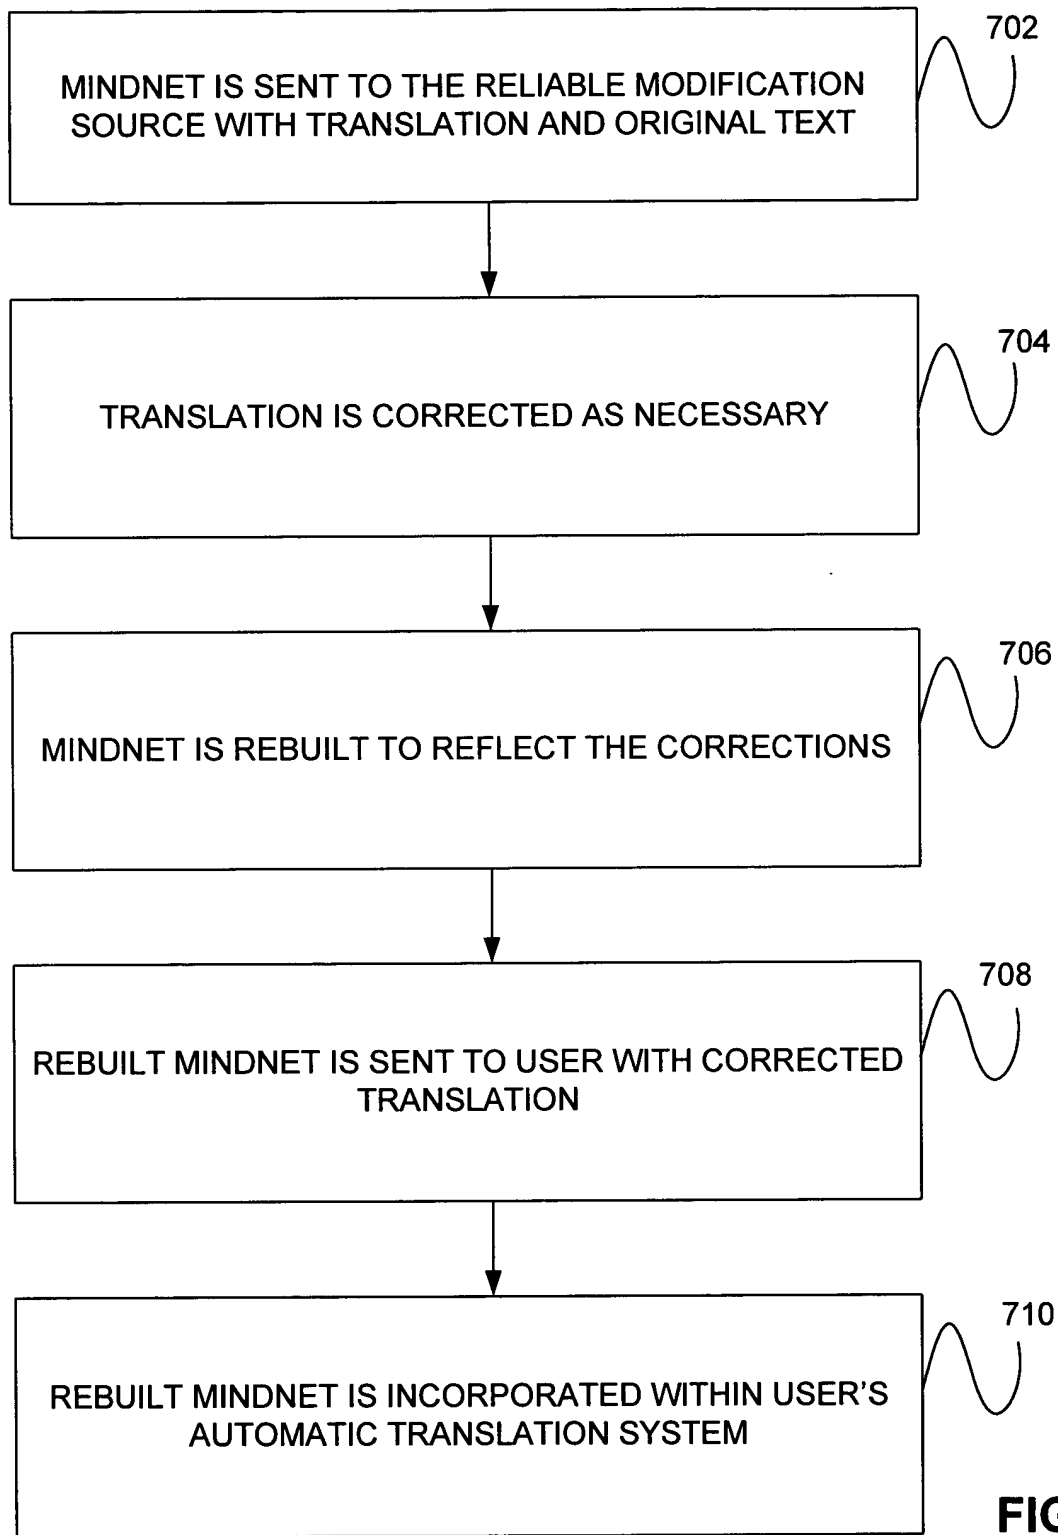 702
MINDNET IS SENT TO THE RELIABLE MODIFICATION
SOURCE WITH TRANSLATION AND ORIGINAL TEXT
704
TRANSLATION IS CORRECTED AS NECESSARY
706
MINDNET IS REBUILT TO REFLECT THE CORRECTIONS
708
REBUILT MINDNET IS SENT TO USER WITH CORRECTED
TRANSLATION
710
REBUILT MINDNET IS INCORPORATED WITHIN USER’S
AUTOMATIC TRANSLATION SYSTEM
FIG